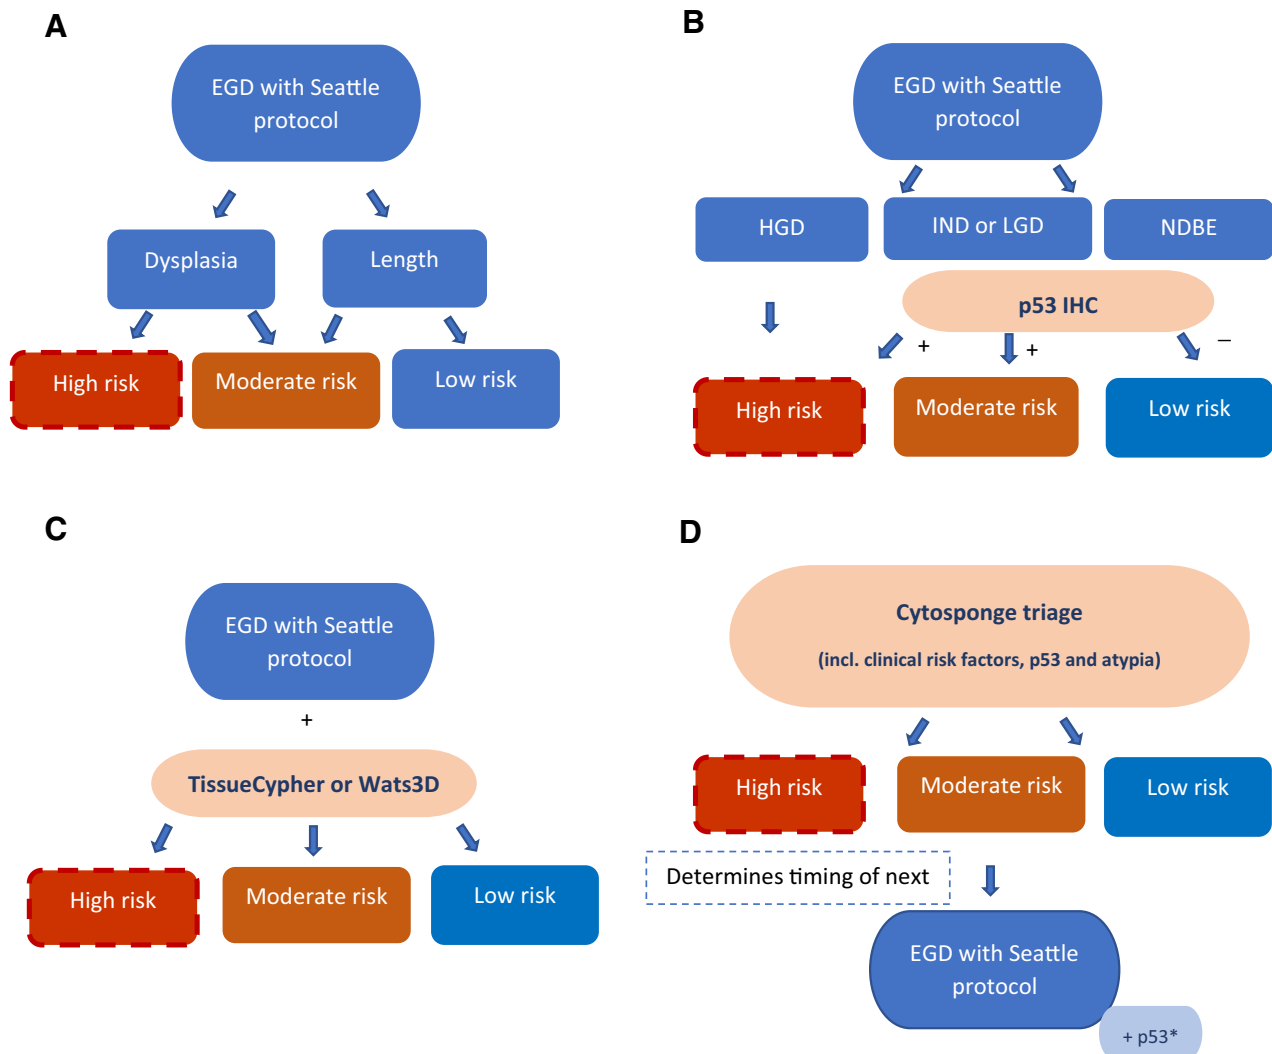 A
EGD with Seattle
protocol
Dysplasia
Length
High risk
Moderate risk
Low risk
B
EGD with Seattle
protocol
HGD
IND or LGD
NDBE
p53 IHC
+
+
–
High risk
Moderate risk
Low risk
C
EGD with Seattle
protocol
+
TissueCypher or Wats3D
High risk
Moderate risk
Low risk
D
Cytosponge triage
(incl. clinical risk factors, p53 and atypia)
High risk
Moderate risk
Low risk
Determines timing of next
EGD with Seattle
protocol
+ p53*